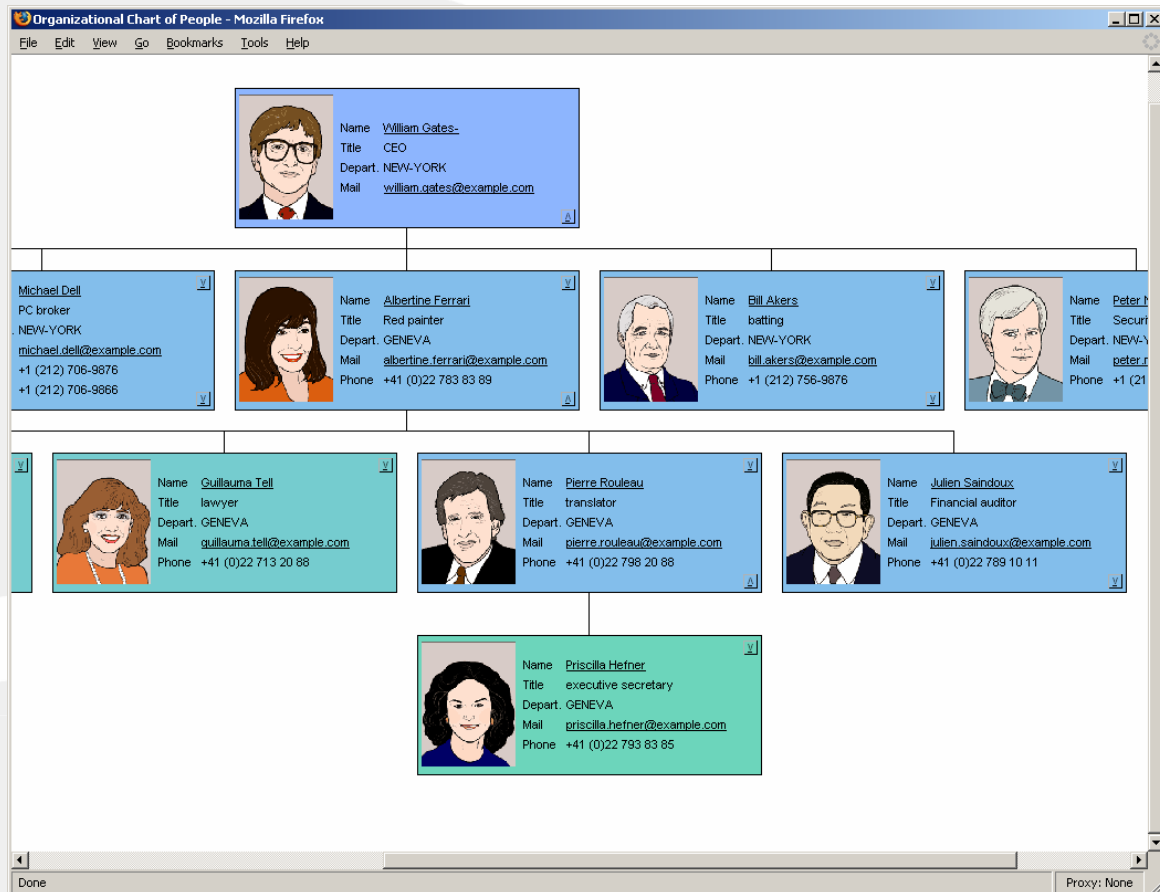 Organizational Chart of People - Mozilla Firefox
File Edit View Go Bookmarks Tools Help
Name William Gates-
Title CEO
Depart. NEW-YORK
Mail william.gates@example.com
Michael Dell
PC broker
. NEW-YORK
michael.dell@example.com
+1 (212) 706-9876
+1 (212) 706-9866
Name Albertine Ferrari
Title Red painter
Depart. GENEVA
Mail albertine.ferrari@example.com
Phone +41 (0)22 783 83 89
Name Bill Akers
Title batting
Depart. NEW-YORK
Mail bill.akers@example.com
Phone +1 (212) 756-9876
Name Peter
Title
Depart.
Mail
Phone +1
Name Guillauma Tell
Title lawyer
Depart. GENEVA
Mail guillauma.tell@example.com
Phone +41 (0)22 713 20 88
Name Pierre Rouleau
Title translator
Depart. GENEVA
Mail pierre.rouleau@example.com
Phone +41 (0)22 798 20 88
Name Julien Saindoux
Title Financial auditor
Depart. GENEVA
Mail julien.saindoux@example.com
Phone +41 (0)22 789 10 11
Name Priscilla Hefner
Title executive secretary
Depart. GENEVA
Mail priscilla.hefner@example.com
Phone +41 (0)22 793 83 85
Done Proxy: None